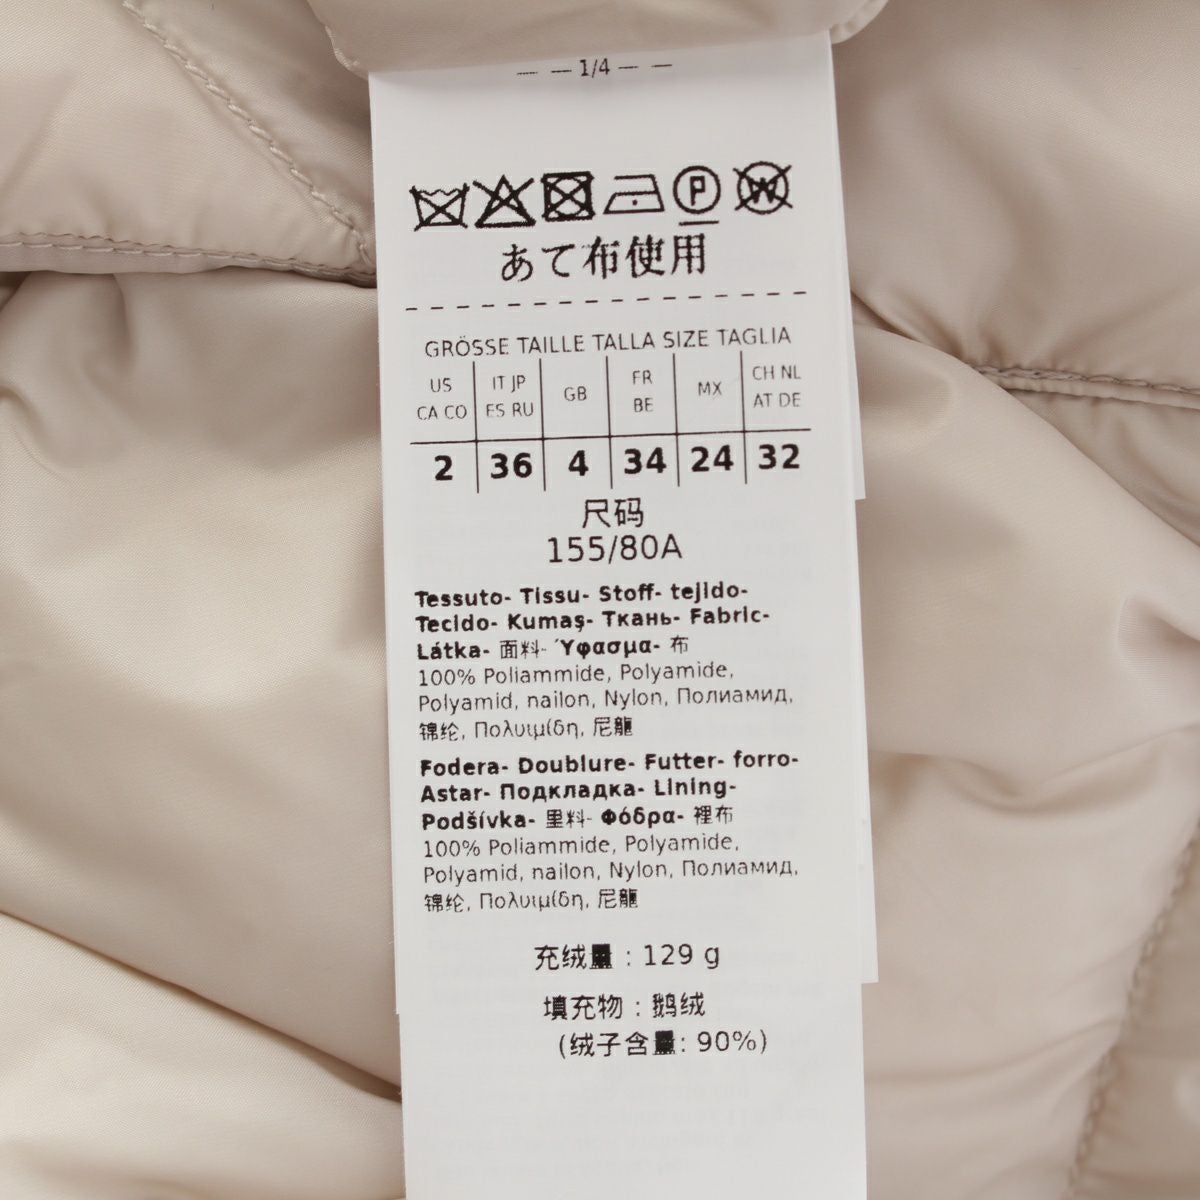 — — 1/4 — —
あて布使用
GRÖSSE TAILLE TALLA SIZE TAGLIA
US CA CO | IT JP ES RU | GB | FR BE | MX | CH NL AT DE
2 | 36 | 4 | 34 | 24 | 32
尺码
155/80A
Tessuto- Tissu- Stoff- tejido-
Tecido- Kumaş- Ткань- Fabric-
Látka- 面料- Ύφασμα- 布
100% Poliammide, Polyamide,
Polyamid, nailon, Nylon, Полиамид,
锦纶, Πολυιμίδη, 尼龍
Fodera- Doublure- Futter- forro-
Astar- Подкладка- Lining-
Podšívka- 里料- Φόδρα- 裡布
100% Poliammide, Polyamide,
Polyamid, nailon, Nylon, Полиамид,
锦纶, Πολυιμίδη, 尼龍
充绒量 : 129 g
填充物 : 鹅绒
(绒子含量: 90%)